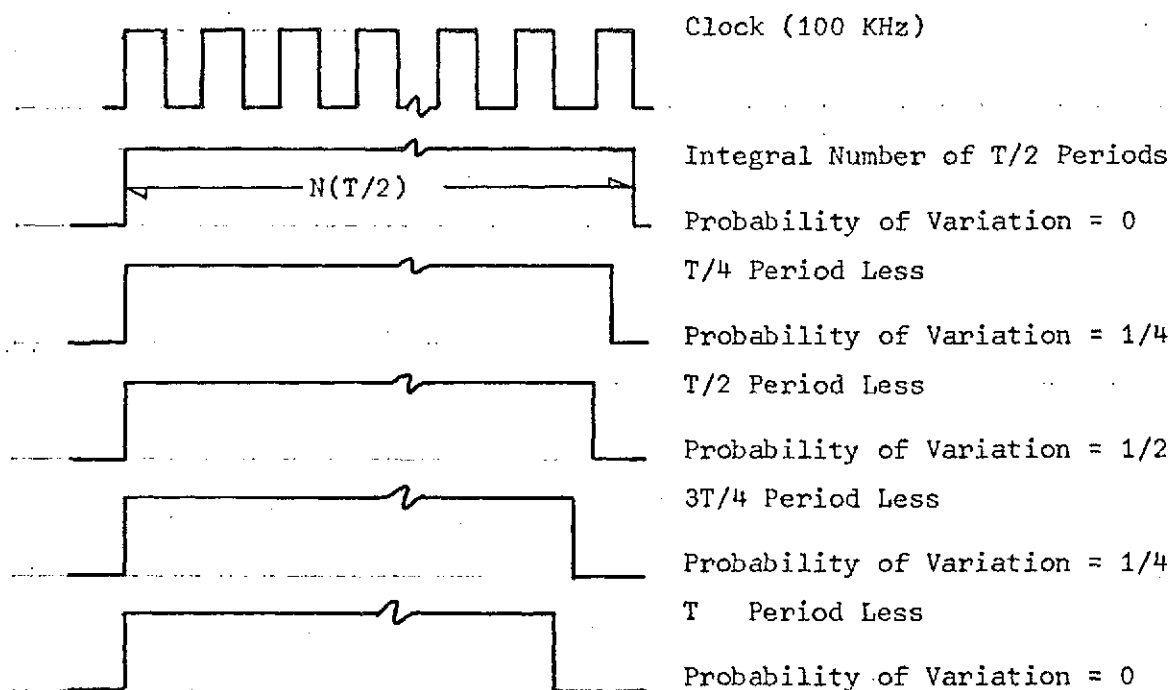 Clock (100 KHz)
Integral Number of T/2 Periods
N(T/2)
Probability of Variation = 0
T/4 Period Less
Probability of Variation = 1/4
T/2 Period Less
Probability of Variation = 1/2
3T/4 Period Less
Probability of Variation = 1/4
T Period Less
Probability of Variation = 0